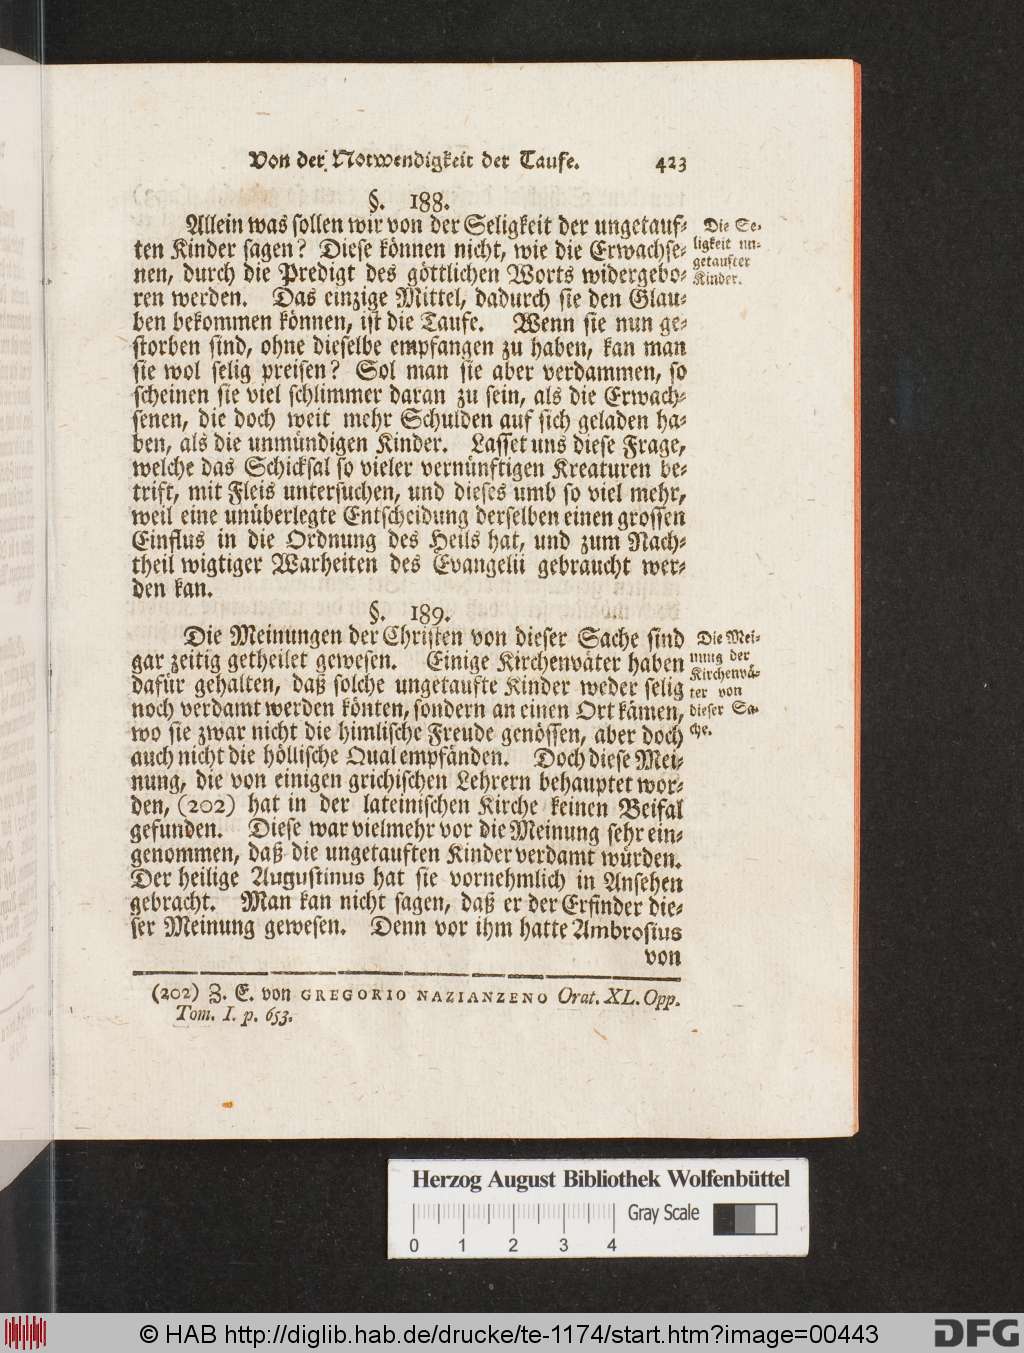 Von der Notwendigkeit der Taufe. 423
§. 188.
Allein was sollen wir von der Seligkeit der ungetauf-
ten Kinder sagen? Diese können nicht, wie die Erwachse-
nen, durch die Predigt des göttlichen Worts widergebo-
ren werden. Das einzige Mittel, dadurch sie den Glau-
ben bekommen können, ist die Taufe. Wenn sie nun ge-
storben sind, ohne dieselbe empfangen zu haben, kan man
sie wol selig preisen? Sol man sie aber verdammen, so
scheinen sie viel schlimmer daran zu sein, als die Erwach-
senen, die doch weit mehr Schulden auf sich geladen ha-
ben, als die unmündigen Kinder. Lasset uns diese Frage,
welche das Schicksal so vieler vernünftigen Kreaturen be-
trift, mit Fleis untersuchen, und dieses umb so viel mehr,
weil eine unüberlegte Entscheidung derselben einen grossen
Einflus in die Ordnung des Heils hat, und zum Nach-
theil wigtiger Warheiten des Evangelii gebraucht wer-
den kan.
Die Se-
ligkeit un-
getaufter
Kinder.
§. 189.
Die Meinungen der Christen von dieser Sache sind
gar zeitig getheilet gewesen. Einige Kirchenväter haben
dafür gehalten, daß solche ungetaufte Kinder weder selig
noch verdamt werden könten, sondern an einen Ort kämen,
wo sie zwar nicht die himlische Freude genössen, aber doch
auch nicht die höllische Qual empfänden. Doch diese Mei-
nung, die von einigen grichischen Lehrern behauptet wor-
den, (202) hat in der lateinischen Kirche keinen Beifal
gefunden. Diese war vielmehr vor die Meinung sehr ein-
genommen, daß die ungetauften Kinder verdamt würden.
Der heilige Augustinus hat sie vornehmlich in Ansehen
gebracht. Man kan nicht sagen, daß er der Erfinder die-
ser Meinung gewesen. Denn vor ihm hatte Ambrosius
von
Die Mei-
nung der
Kirchenvä-
ter von
dieser Sa-
che.
(202) Z. E. von GREGORIO NAZIANZENO Orat. XL. Opp.
Tom. I. p. 653.
Herzog August Bibliothek Wolfenbüttel
Gray Scale
0 1 2 3 4
© HAB http://diglib.hab.de/drucke/te-1174/start.htm?image=00443
DFG